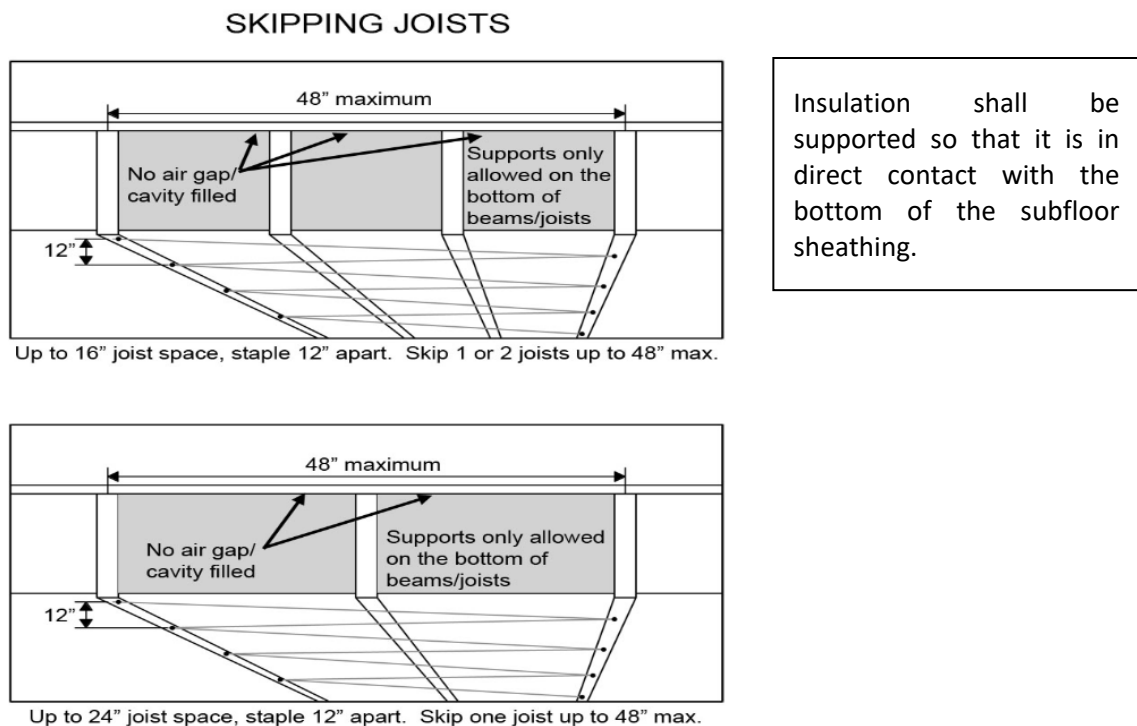 SKIPPING JOISTS
48” maximum
No air gap/
cavity filled
Supports only
allowed on the
bottom of
beams/joists
12”
Up to 16” joist space, staple 12” apart. Skip 1 or 2 joists up to 48” max.
Insulation shall be
supported so that it is in
direct contact with the
bottom of the subfloor
sheathing.
48” maximum
No air gap/
cavity filled
Supports only allowed
on the bottom of
beams/joists
12”
Up to 24” joist space, staple 12” apart. Skip one joist up to 48” max.